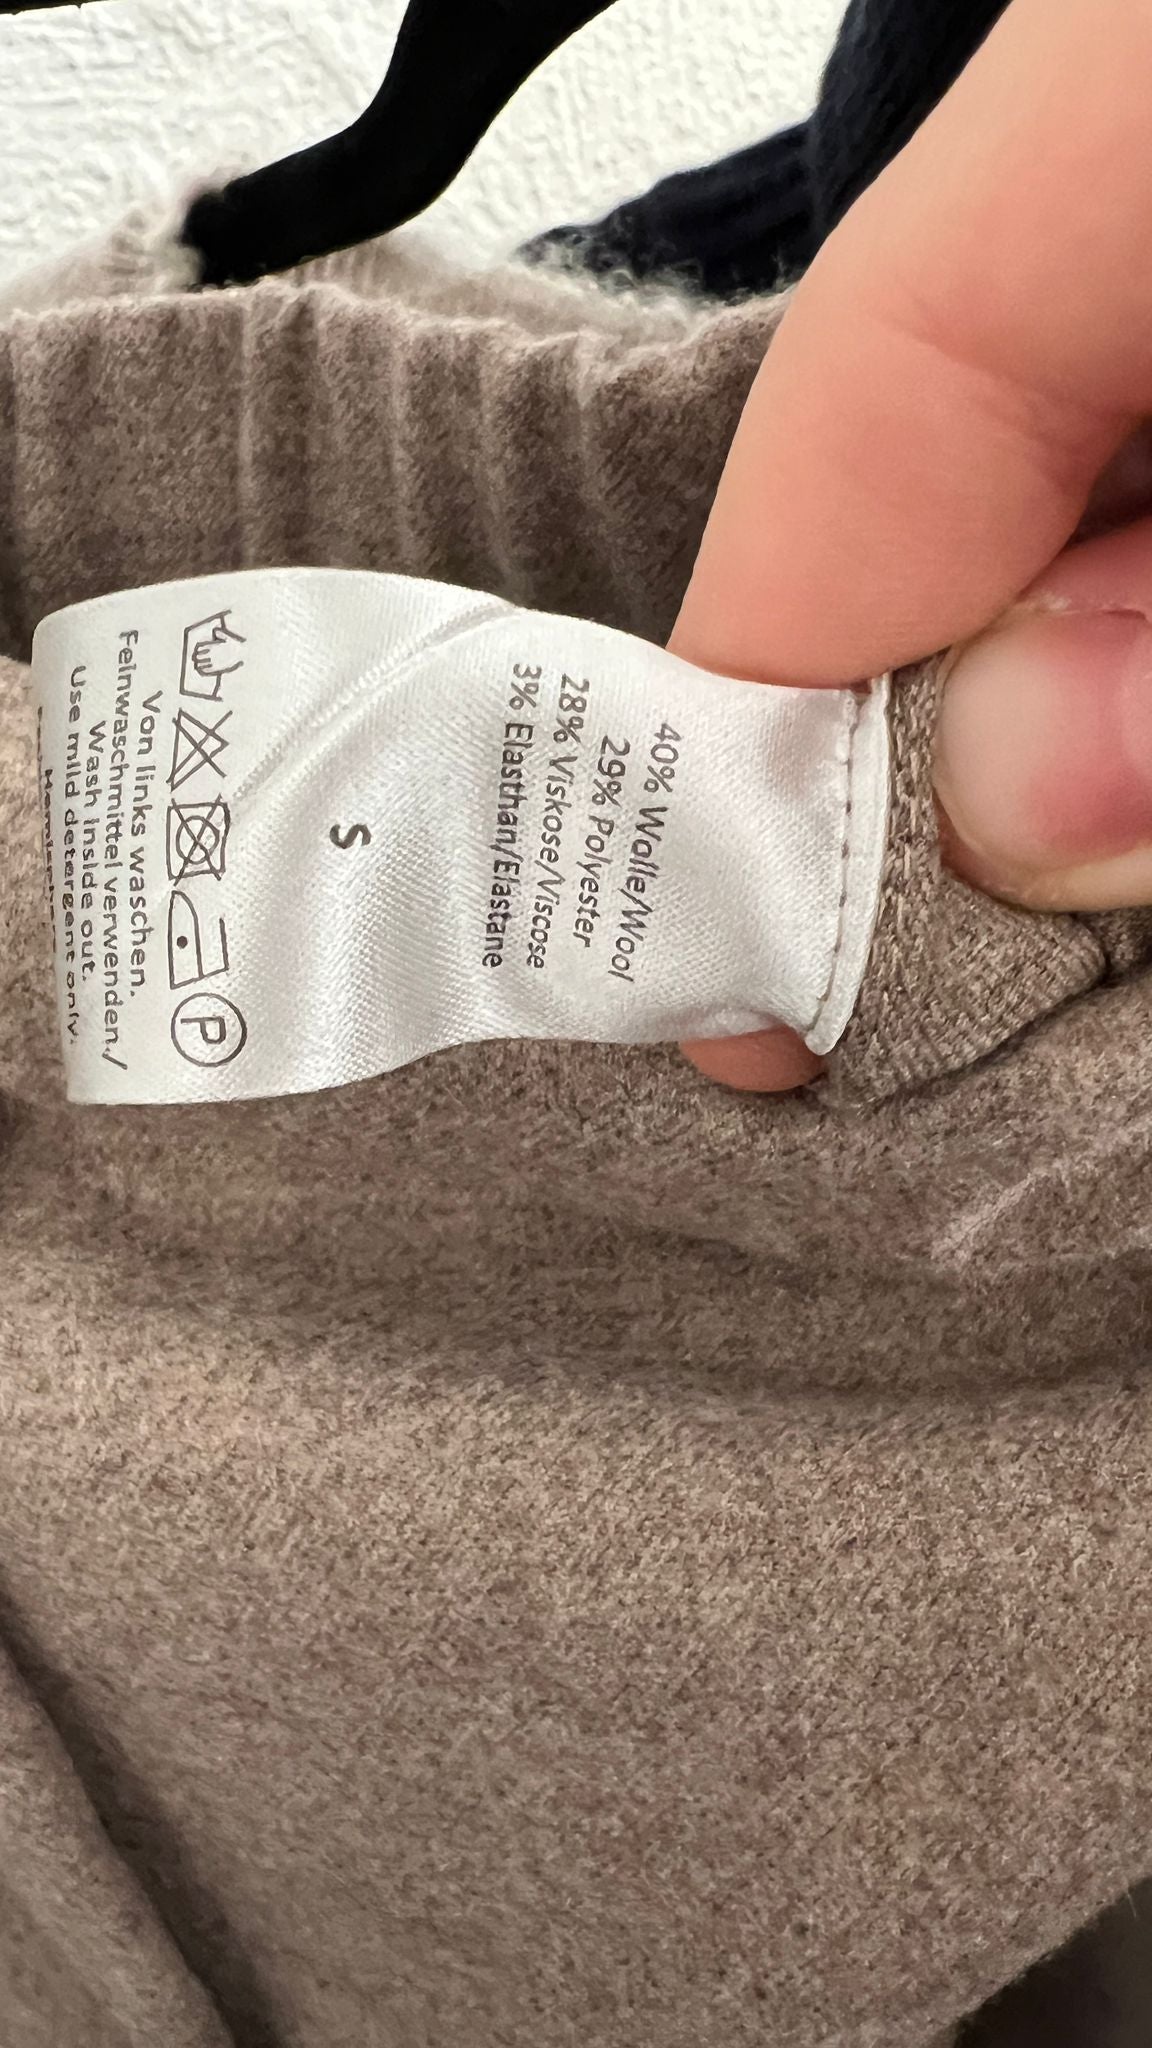 40% Walle/Wool
29% Polyester
28% Viskose/Viscose
3% Elasthan/Elastane
S
P
Von links waschen.
Feinwaschmittel verwenden./
Wash inside out.
Use mild detergent only.